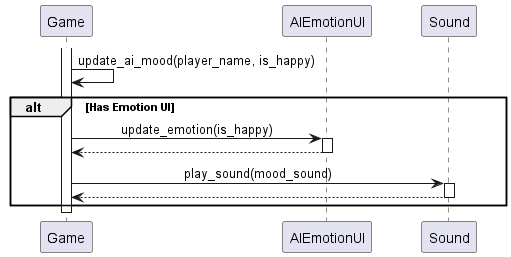 Game AIEmotionUI Sound
update_ai_mood(player_name, is_happy)
alt [Has Emotion UI]
update_emotion(is_happy)
play_sound(mood_sound)
Game AIEmotionUI Sound